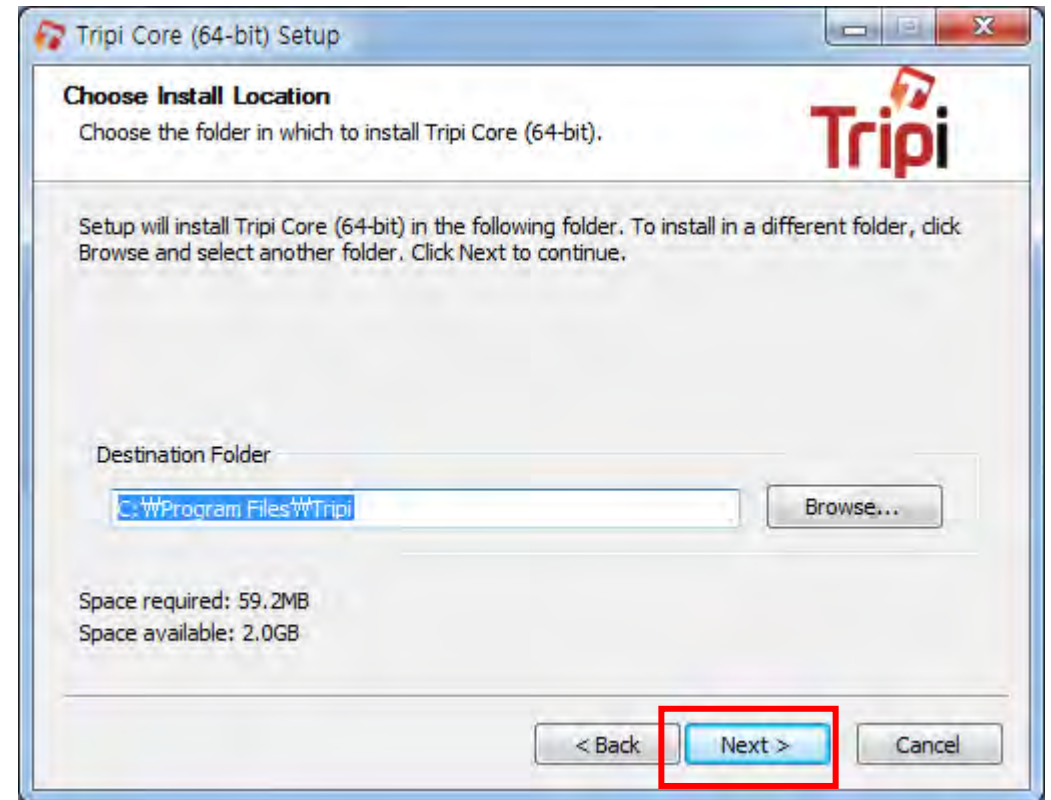 Tripi Core (64-bit) Setup
Choose Install Location
Choose the folder in which to install Tripi Core (64-bit).
Tripi
Setup will install Tripi Core (64-bit) in the following folder. To install in a different folder, click
Browse and select another folder. Click Next to continue.
Destination Folder
C:₩Program Files₩Tripi
Browse...
Space required: 59.2MB
Space available: 2.0GB
< Back
Next >
Cancel